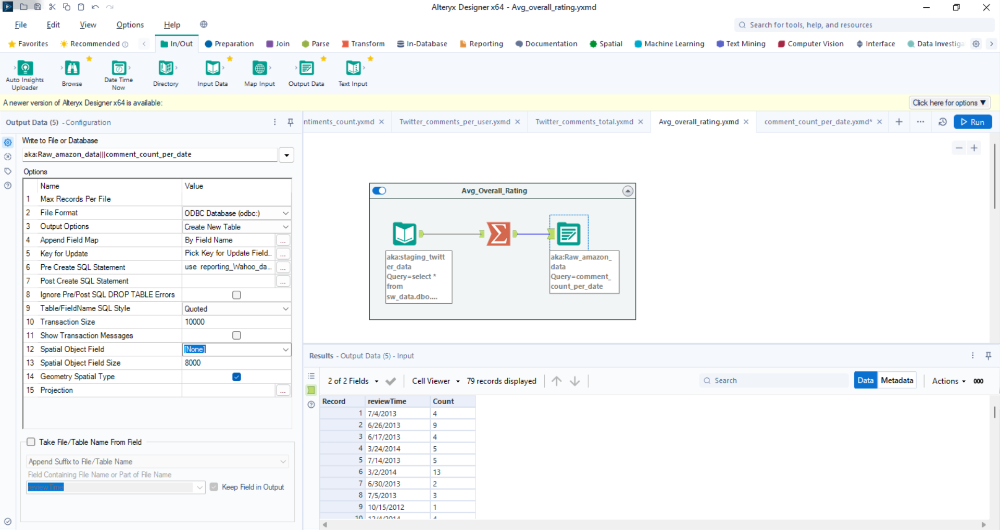 Alteryx Designer x64 - Avg_overall_rating.yxmd
File Edit View Options Help
Search for tools, help, and resources
Favorites Recommended In/Out Preparation Join Parse Transform In-Database Reporting Documentation Spatial Machine Learning Text Mining Computer Vision Interface Data Investiga
Auto Insights Uploader
Browse
Date Time Now
Directory
Input Data
Map Input
Output Data
Text Input
A newer version of Alteryx Designer x64 is available:
Click here for options ▼
Output Data (5) - Configuration
ntiments_count.yxmd Twitter_comments_per_user.yxmd Twitter_comments_total.yxmd Avg_overall_rating.yxmd comment_count_per_date.yxmd*
Run
Write to File or Database
aka:Raw_amazon_data|||comment_count_per_date
Options
Name Value
1 Max Records Per File
2 File Format ODBC Database (odbc:)
3 Output Options Create New Table
4 Append Field Map By Field Name ...
5 Key for Update Pick Key for Update Field... ...
6 Pre Create SQL Statement use reporting_Wahoo_da... ...
7 Post Create SQL Statement ...
8 Ignore Pre/Post SQL DROP TABLE Errors
9 Table/FieldName SQL Style Quoted
10 Transaction Size 10000
11 Show Transaction Messages
12 Spatial Object Field [None]
13 Spatial Object Field Size 8000
14 Geometry Spatial Type
15 Projection ...
Take File/Table Name From Field
Append Suffix to File/Table Name
Field Containing File Name or Part of File Name
reviewTime
Keep Field in Output
Avg_Overall_Rating
aka:staging_twitt
er_data
Query=select *
from
sw_data.dbo....
aka:Raw_amazon_
data
Query=comment_
count_per_date
Results - Output Data (5) - Input
2 of 2 Fields Cell Viewer 79 records displayed Search Data Metadata Actions 000
Record reviewTime Count
1 7/4/2013 4
2 6/26/2013 9
3 6/17/2013 4
4 3/24/2014 5
5 7/14/2013 5
6 3/2/2014 13
7 6/30/2013 2
8 7/5/2013 3
9 10/15/2012 1
10 12/4/2014 4